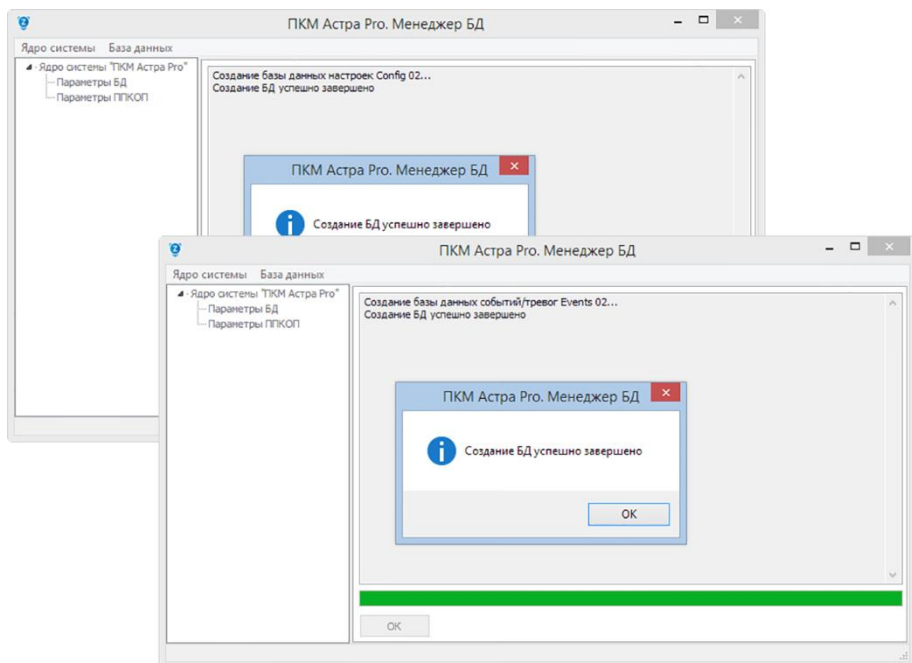 ПКМ Астра Pro. Менеджер БД
Ядро системы База данных
Ядро системы "ПКМ Астра Pro"
Параметры БД
Параметры ППКОП
Создание базы данных настроек Config 02...
Создание БД успешно завершено
ПКМ Астра Pro. Менеджер БД
Создание БД успешно завершено
ПКМ Астра Pro. Менеджер БД
Ядро системы База данных
Ядро системы "ПКМ Астра Pro"
Параметры БД
Параметры ППКОП
Создание базы данных событий/тревог Events 02...
Создание БД успешно завершено
ПКМ Астра Pro. Менеджер БД
Создание БД успешно завершено
OK
OK